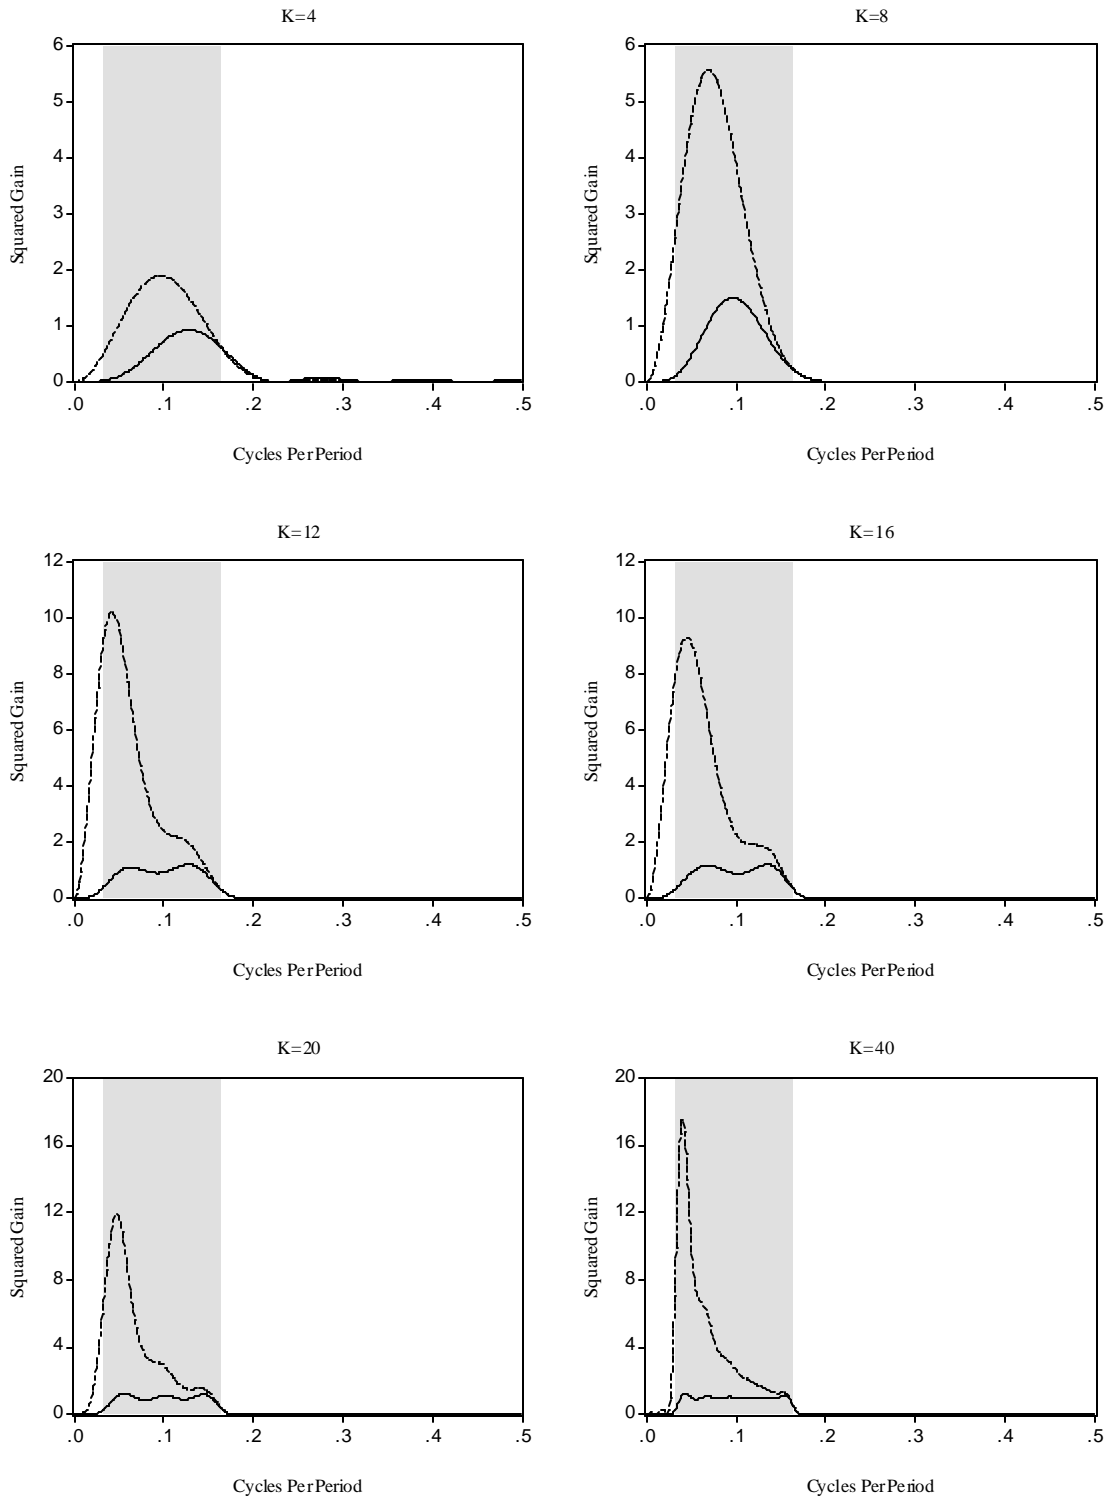 K=4
6
5
4
3
2
1
0
.0 .1 .2 .3 .4 .5
Squared Gain
Cycles Per Period
K=8
6
5
4
3
2
1
0
.0 .1 .2 .3 .4 .5
Squared Gain
Cycles Per Period
K=12
12
10
8
6
4
2
0
.0 .1 .2 .3 .4 .5
Squared Gain
Cycles Per Period
K=16
12
10
8
6
4
2
0
.0 .1 .2 .3 .4 .5
Squared Gain
Cycles Per Period
K=20
20
16
12
8
4
0
.0 .1 .2 .3 .4 .5
Squared Gain
Cycles Per Period
K=40
20
16
12
8
4
0
.0 .1 .2 .3 .4 .5
Squared Gain
Cycles Per Period